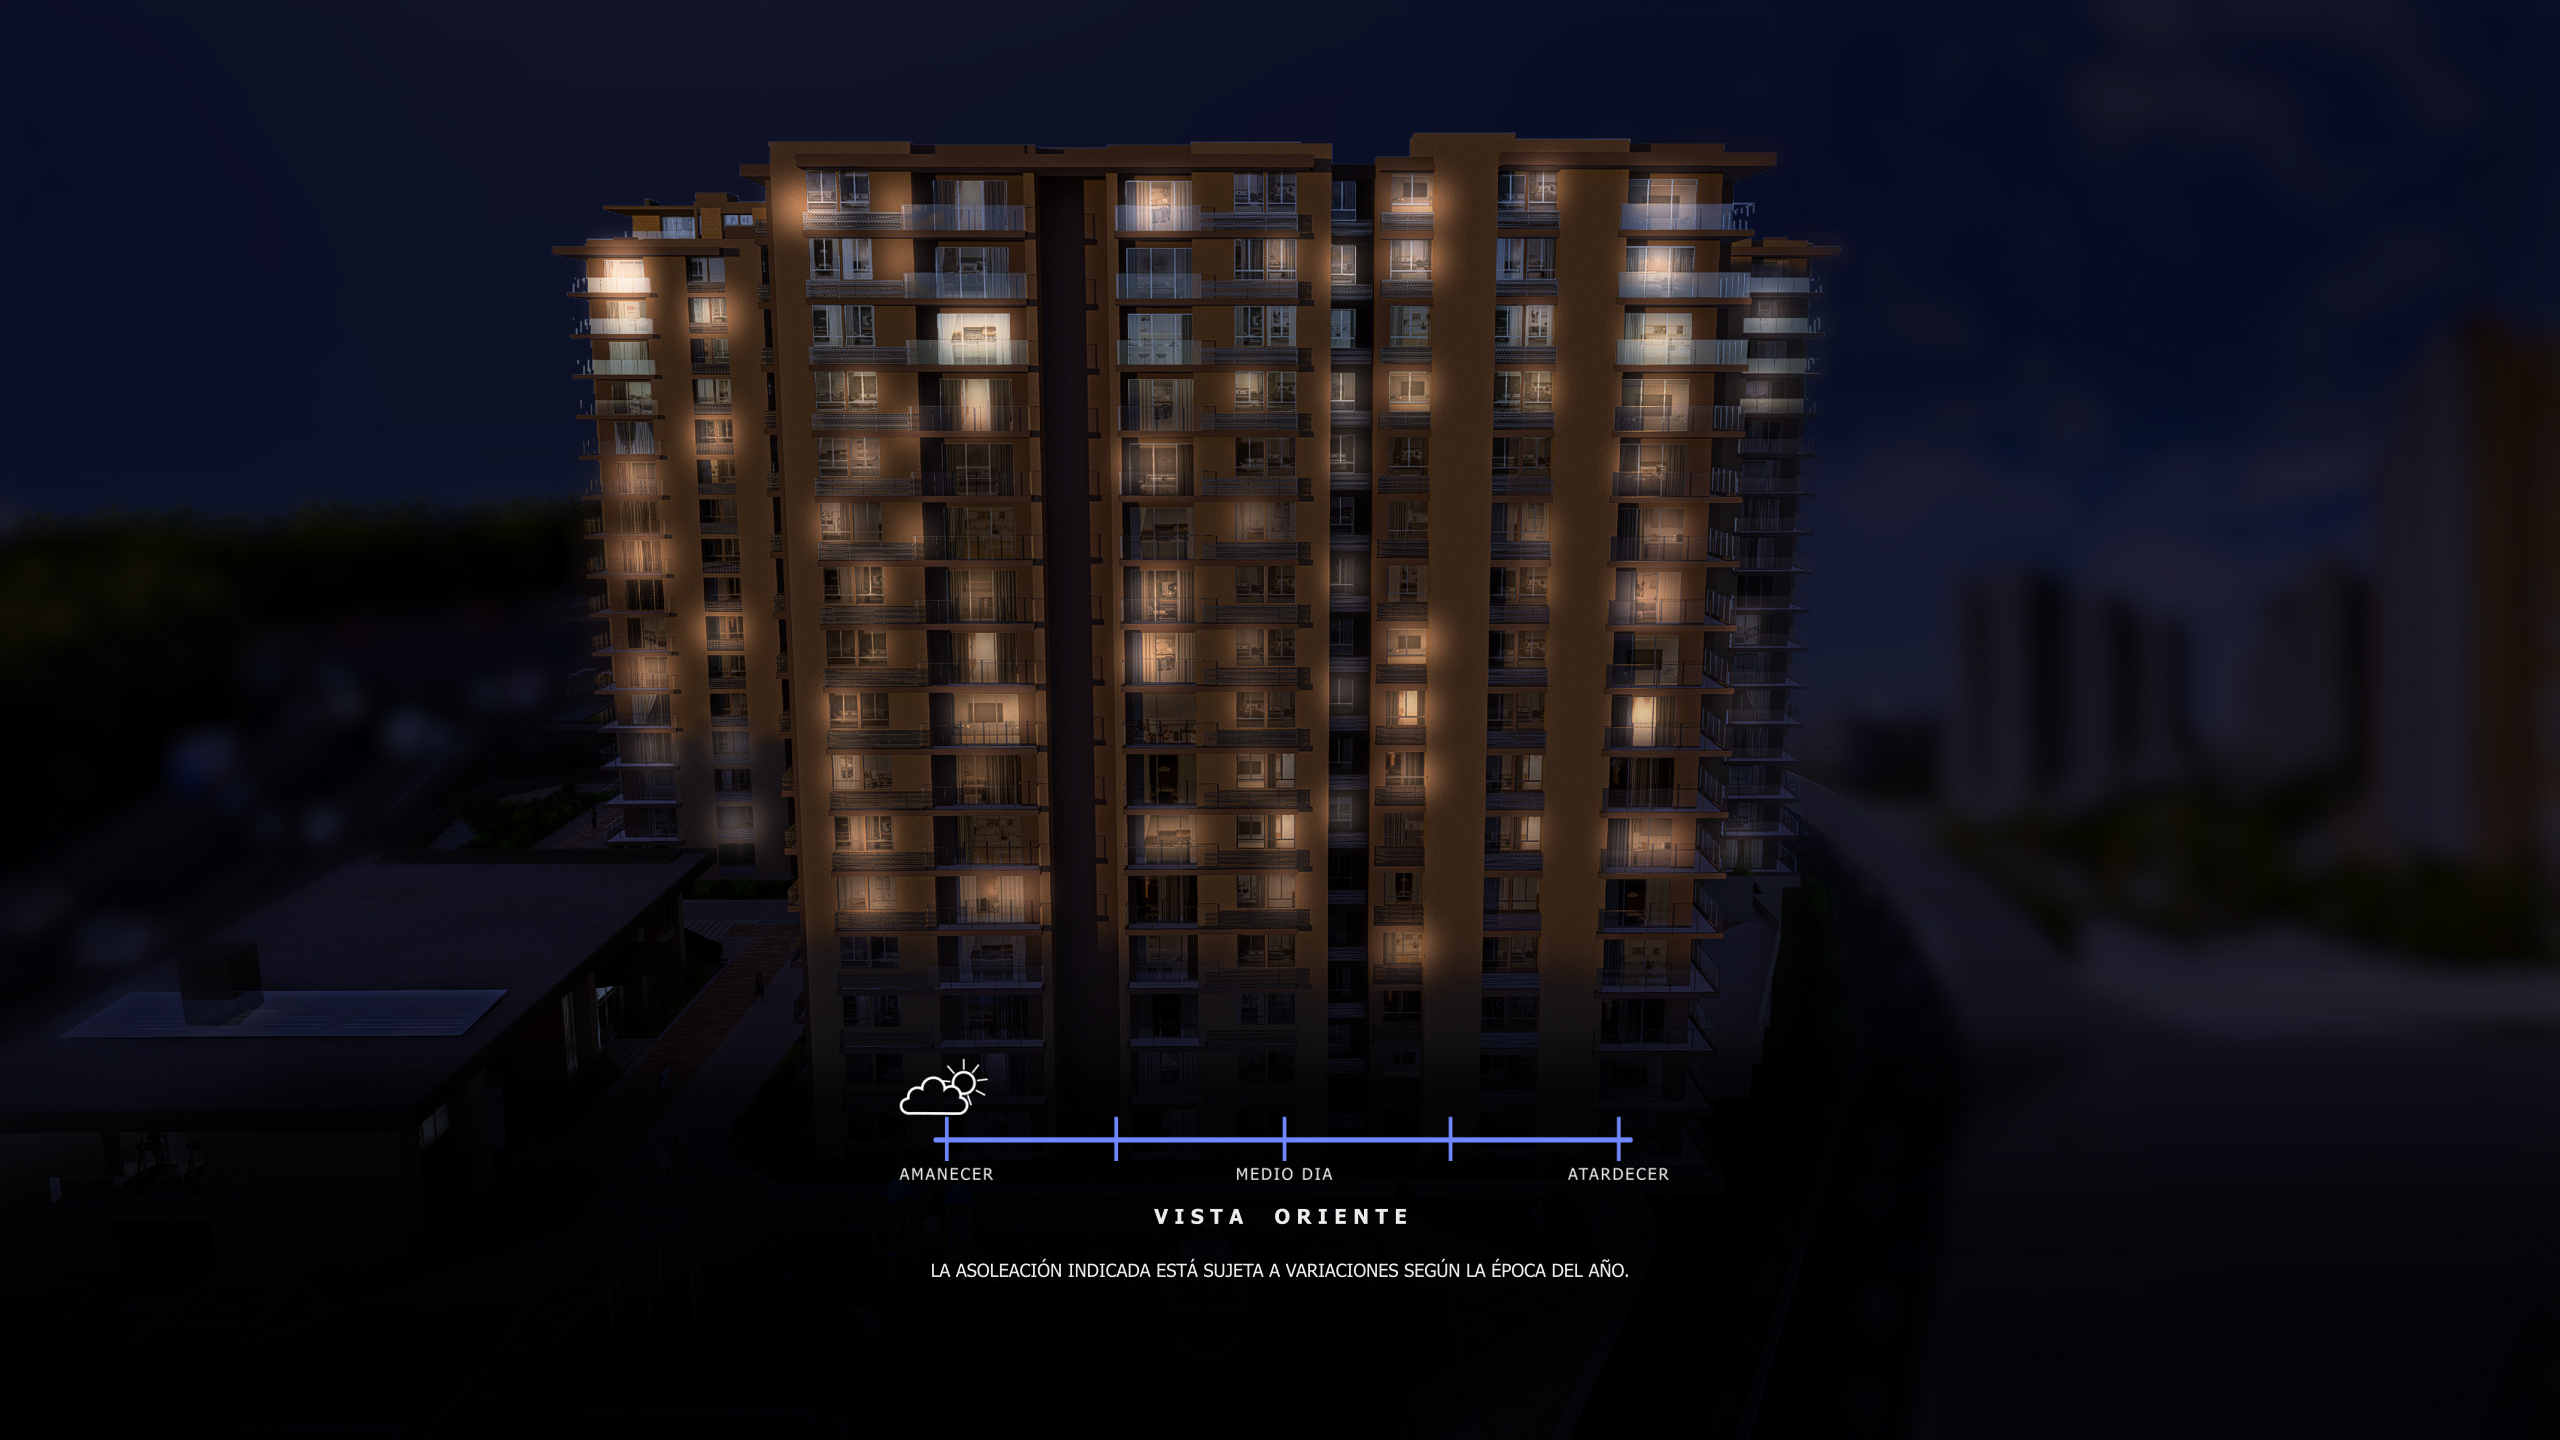 AMANECER MEDIO DIA ATARDECER
VISTA ORIENTE
LA ASOLEACIÓN INDICADA ESTÁ SUJETA A VARIACIONES SEGÚN LA ÉPOCA DEL AÑO.